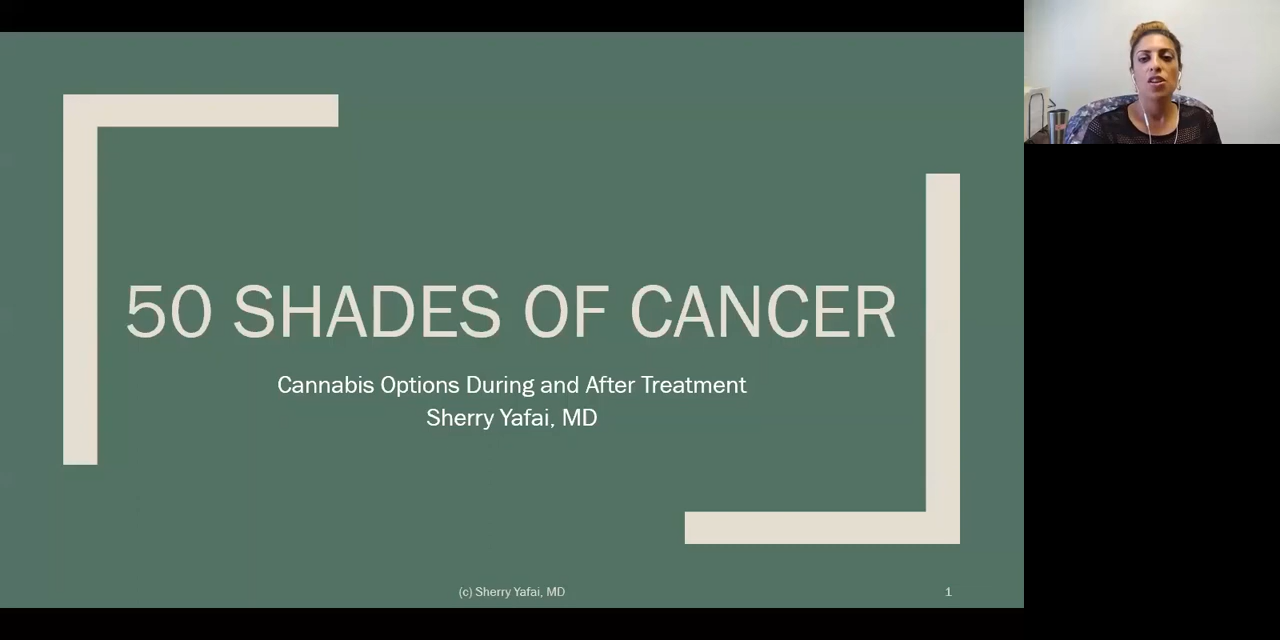 50 SHADES OF CANCER
Cannabis Options During and After Treatment
Sherry Yafai, MD
(c) Sherry Yafai, MD
1